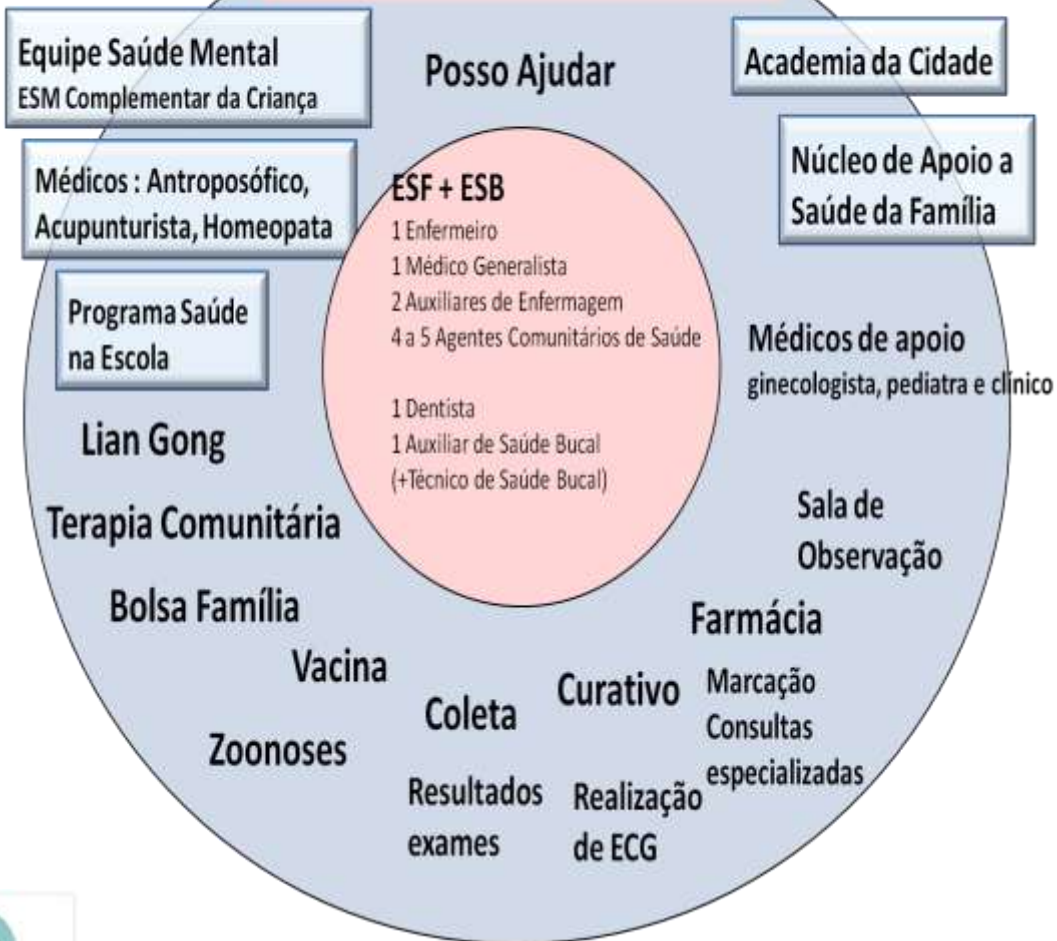 Equipe Saúde Mental
ESM Complementar da Criança
Posso Ajudar
Academia da Cidade
Médicos : Antroposófico,
Acupunturista, Homeopata
Núcleo de Apoio a
Saúde da Família
ESF + ESB
1 Enfermeiro
1 Médico Generalista
2 Auxiliares de Enfermagem
4 a 5 Agentes Comunitários de Saúde
1 Dentista
1 Auxiliar de Saúde Bucal
(+Técnico de Saúde Bucal)
Programa Saúde
na Escola
Médicos de apoio
ginecologista, pediatra e clínico
Lian Gong
Terapia Comunitária
Sala de
Observação
Bolsa Família
Farmácia
Vacina
Curativo
Marcação
Consultas
especializadas
Coleta
Zoonoses
Resultados
exames
Realização
de ECG